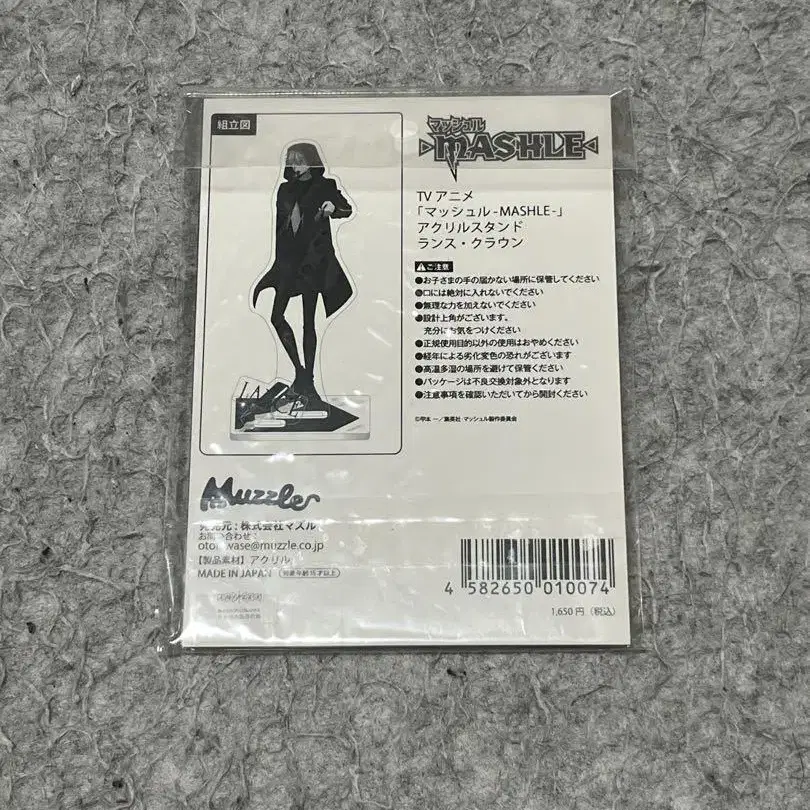 組立図
マッシュル
MASHLE
TV アニメ
「マッシュル -MASHLE-」
アクリルスタンド
ランス・クラウン
ご注意
●お子さまの手の届かない場所に保管してください
●口には絶対に入れないでください
●無理な力を加えないでください
●設計上角がございます。
充分にお気をつけください
●正規使用目的以外の使用はおやめください
●経年による劣化変色の恐れがございます
●高温多湿の場所を避けて保管ください
●パッケージは不良交換対象外となります
●注意事項を確認いただいてから開封ください
©甲本 一／集英社・マッシュル製作委員会
LANCE
Muzzle
発売元：株式会社マズル
お問い合わせ：
otoiawase@muzzle.co.jp
【製品素材】アクリル
MADE IN JAPAN
対象年齢15才以上
4 582650 010074
1,650 円（税込）